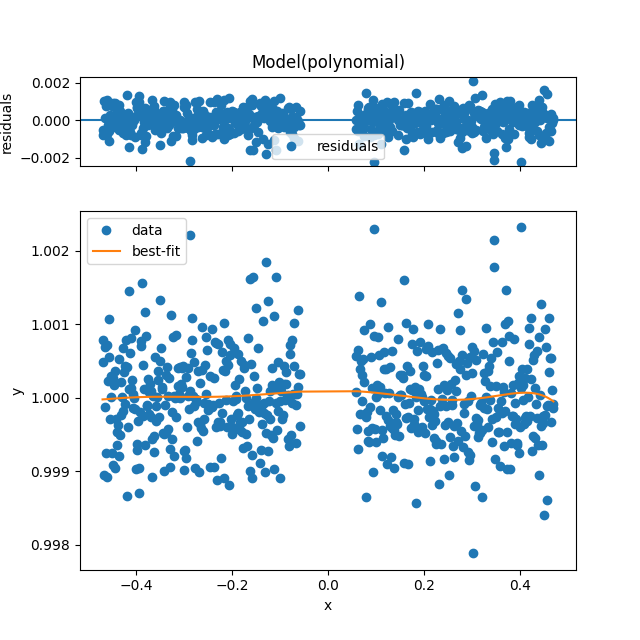 Model(polynomial)
residuals
0.002
0.000
−0.002
residuals
data
best-fit
y
1.002
1.001
1.000
0.999
0.998
−0.4
−0.2
0.0
0.2
0.4
x